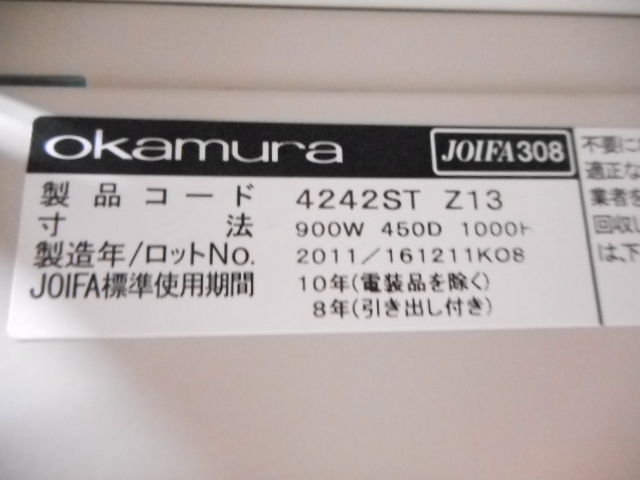 okamura
JOIFA308
製品コード 4242ST Z13
寸法 900W 450D 1000H
製造年/ロットNo. 2011/161211K08
JOIFA標準使用期間 10年(電装品を除く)
8年(引き出し付き)
不要に
適正な
業者を
回収し
は、下